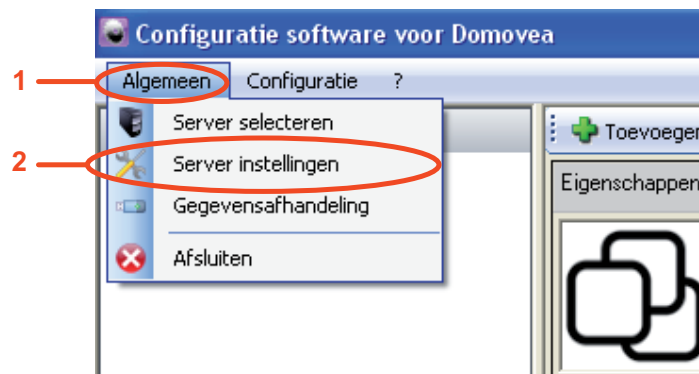 Configuratie software voor Domovea
1 Algemeen Configuratie ?
Server selecteren
2 Server instellingen
Gegevensafhandeling
Afsluiten
Toevoegen
Eigenschappen